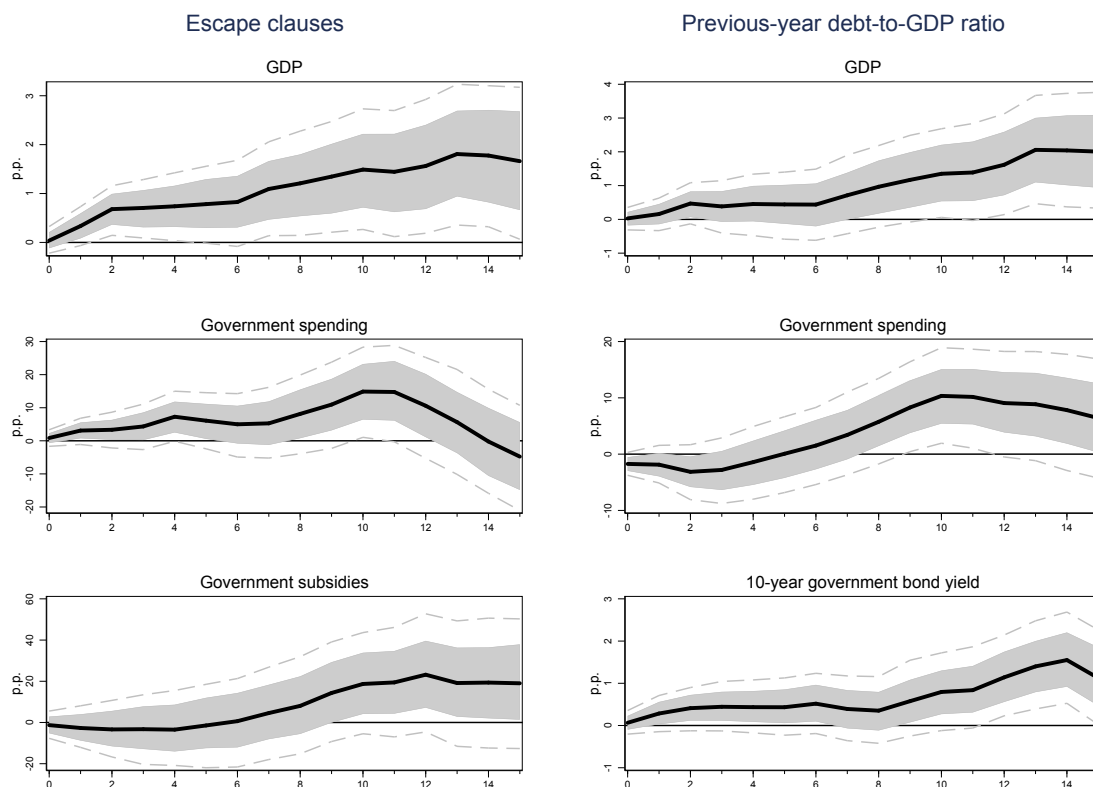 Escape clauses
Previous-year debt-to-GDP ratio
GDP
p.p.
3
2
1
0
0 2 4 6 8 10 12 14
GDP
p.p.
4
3
2
1
0
-1
0 2 4 6 8 10 12 14
Government spending
p.p.
30
20
10
0
-10
-20
0 2 4 6 8 10 12 14
Government spending
p.p.
20
10
0
-10
0 2 4 6 8 10 12 14
Government subsidies
p.p.
60
40
20
0
-20
0 2 4 6 8 10 12 14
10-year government bond yield
p.p.
3
2
1
0
-1
0 2 4 6 8 10 12 14